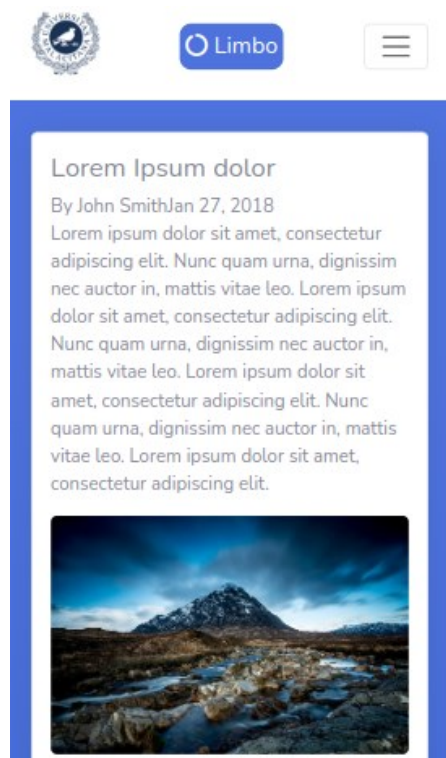 UNIVERSITAS
MALACITANA
Limbo
Lorem Ipsum dolor
By John SmithJan 27, 2018
Lorem ipsum dolor sit amet, consectetur
adipiscing elit. Nunc quam urna, dignissim
nec auctor in, mattis vitae leo. Lorem ipsum
dolor sit amet, consectetur adipiscing elit.
Nunc quam urna, dignissim nec auctor in,
mattis vitae leo. Lorem ipsum dolor sit
amet, consectetur adipiscing elit. Nunc
quam urna, dignissim nec auctor in, mattis
vitae leo. Lorem ipsum dolor sit amet,
consectetur adipiscing elit.